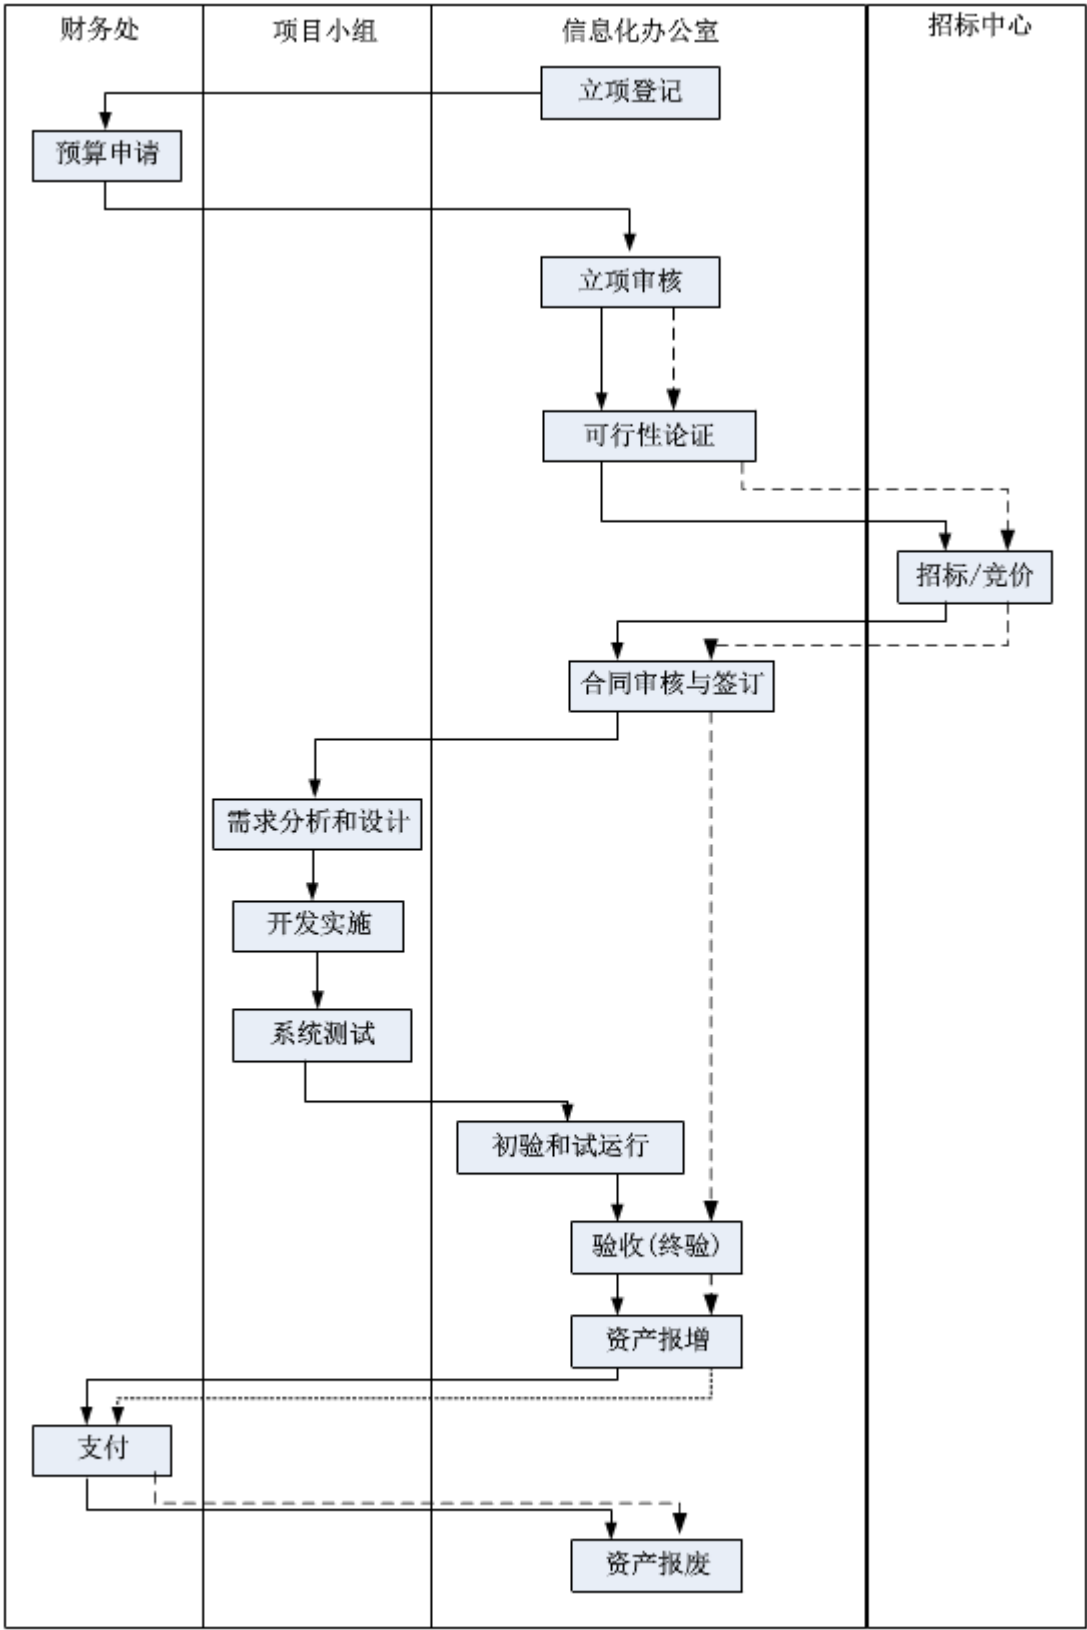 财务处
项目小组
信息化办公室
招标中心
立项登记
预算申请
立项审核
可行性论证
招标/竞价
合同审核与签订
需求分析和设计
开发实施
系统测试
初验和试运行
验收(终验)
资产报增
支付
资产报废